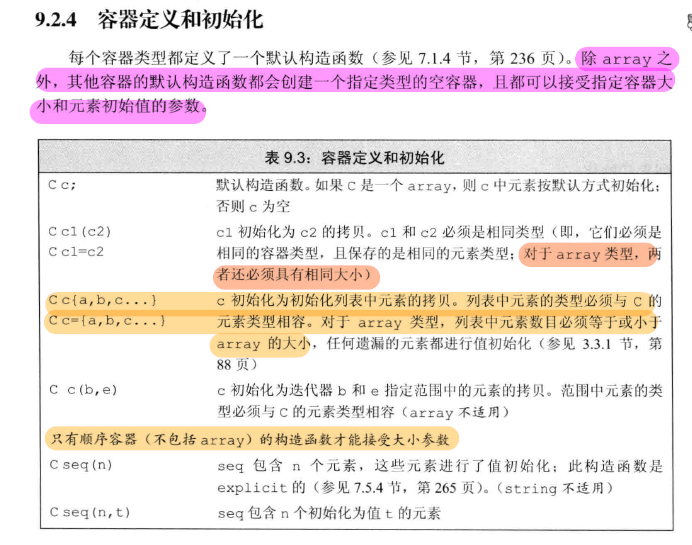 9.2.4 容器定义和初始化
每个容器类型都定义了一个默认构造函数（参见 7.1.4 节，第 236 页）。除 array 之
外，其他容器的默认构造函数都会创建一个指定类型的空容器，且都可以接受指定容器大
小和元素初始值的参数。
表 9.3：容器定义和初始化
C c; 默认构造函数。如果 C 是一个 array，则 c 中元素按默认方式初始化；
否则 c 为空
C c1(c2) c1 初始化为 c2 的拷贝。c1 和 c2 必须是相同类型（即，它们必须是
C c1=c2 相同的容器类型，且保存的是相同的元素类型；对于 array 类型，两
者还必须具有相同大小）
C c{a,b,c...} c 初始化为初始化列表中元素的拷贝。列表中元素的类型必须与 C 的
C c={a,b,c...} 元素类型相容。对于 array 类型，列表中元素数目必须等于或小于
array 的大小，任何遗漏的元素都进行值初始化（参见 3.3.1 节，第
88 页）
C c(b,e) c 初始化为迭代器 b 和 e 指定范围中的元素的拷贝。范围中元素的类
型必须与 C 的元素类型相容（array 不适用）
只有顺序容器（不包括 array）的构造函数才能接受大小参数
C seq(n) seq 包含 n 个元素，这些元素进行了值初始化；此构造函数是
explicit 的（参见 7.5.4 节，第 265 页）。（string 不适用）
C seq(n,t) seq 包含 n 个初始化为值 t 的元素